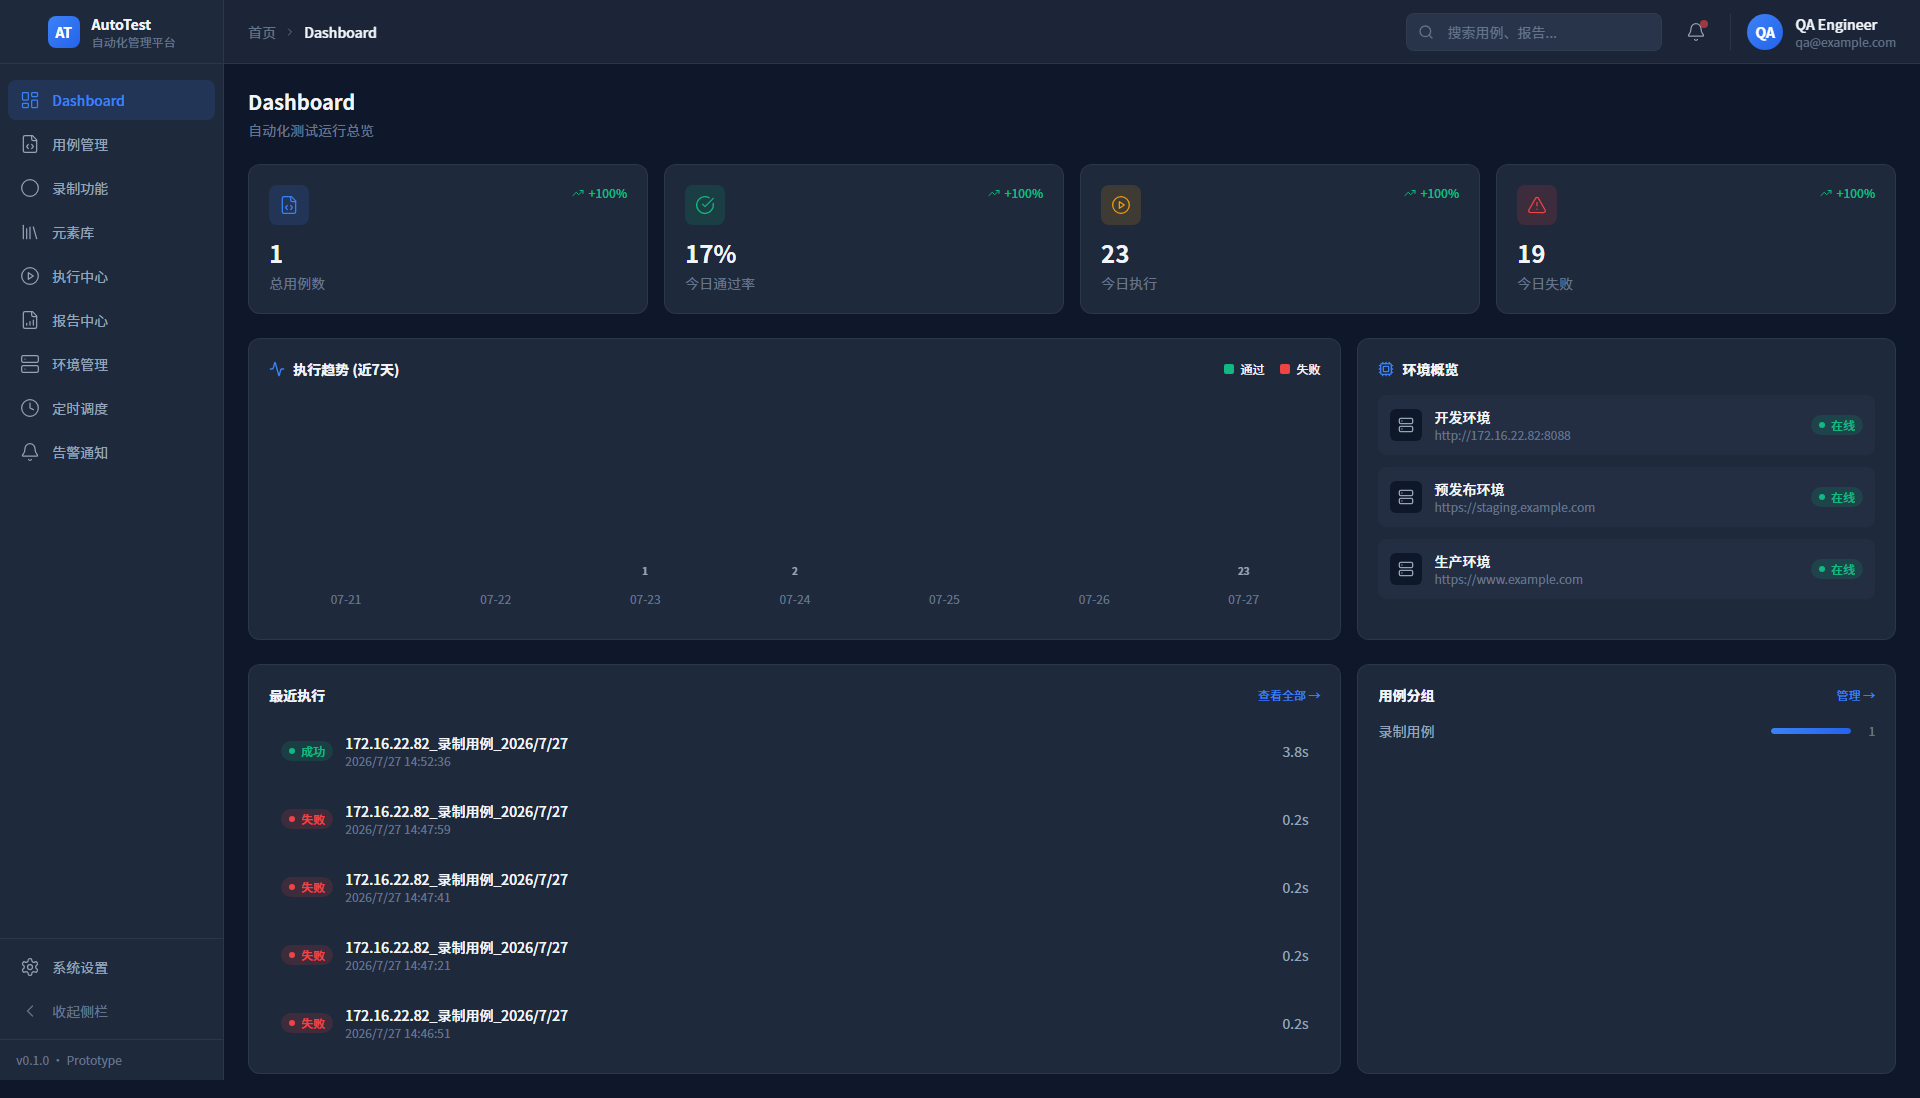 AT
AutoTest
自动化管理平台
首页
Dashboard
搜索用例、报告...
QA
QA Engineer
qa@example.com
Dashboard
用例管理
录制功能
元素库
执行中心
报告中心
环境管理
定时调度
告警通知
系统设置
收起侧栏
v0.1.0 • Prototype
Dashboard
自动化测试运行总览
+100%
1
总用例数
+100%
17%
今日通过率
+100%
23
今日执行
+100%
19
今日失败
执行趋势 (近7天)
通过
失败
1
2
23
07-21
07-22
07-23
07-24
07-25
07-26
07-27
环境概览
开发环境
http://172.16.22.82:8088
在线
预发布环境
https://staging.example.com
在线
生产环境
https://www.example.com
在线
最近执行
查看全部 →
成功
172.16.22.82_录制用例_2026/7/27
2026/7/27 14:52:36
3.8s
失败
172.16.22.82_录制用例_2026/7/27
2026/7/27 14:47:59
0.2s
失败
172.16.22.82_录制用例_2026/7/27
2026/7/27 14:47:41
0.2s
失败
172.16.22.82_录制用例_2026/7/27
2026/7/27 14:47:21
0.2s
失败
172.16.22.82_录制用例_2026/7/27
2026/7/27 14:46:51
0.2s
用例分组
管理 →
录制用例
1